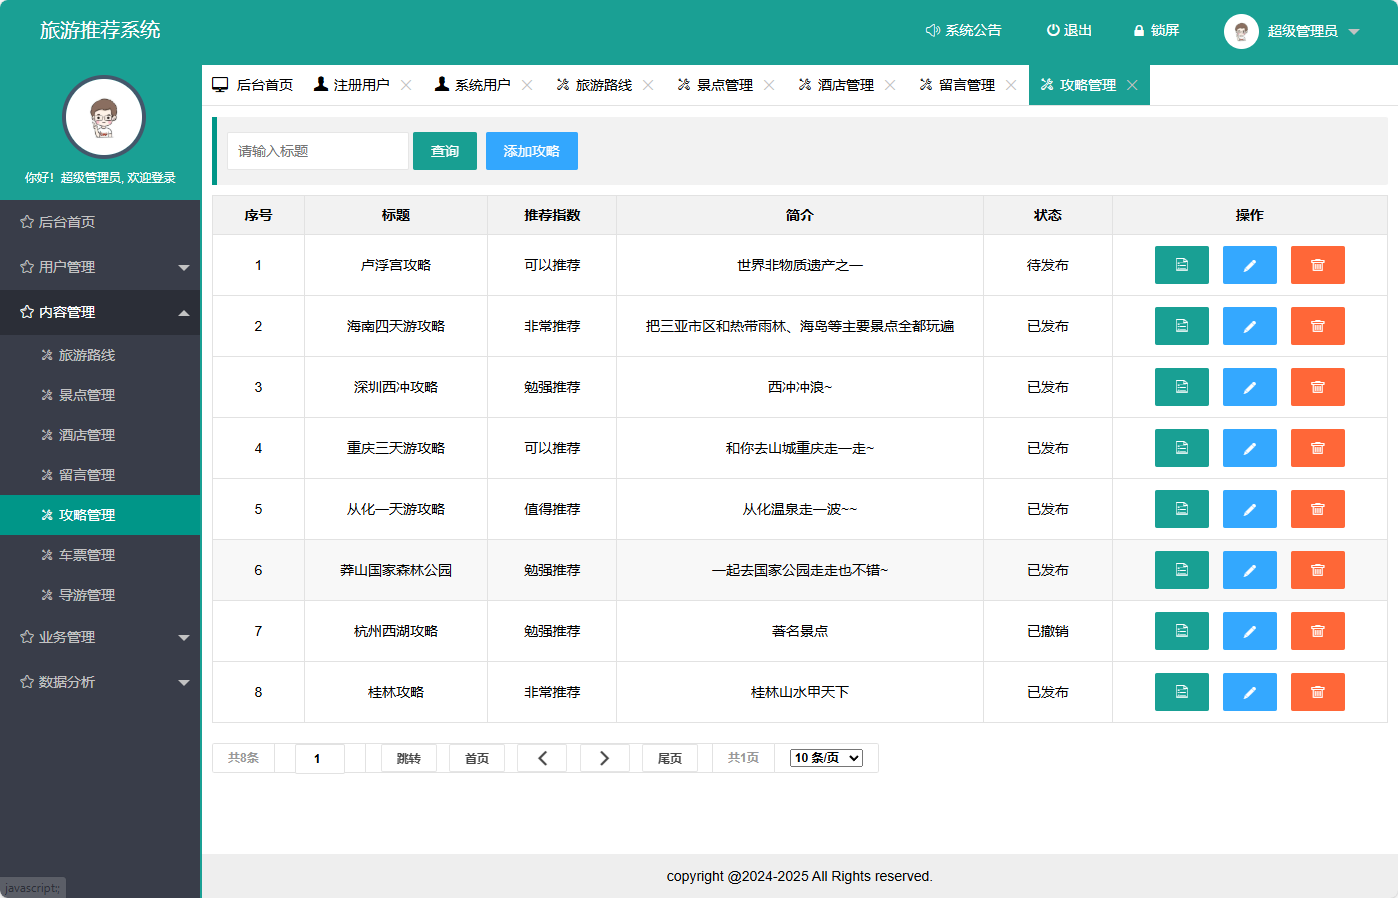 旅游推荐系统
系统公告 退出 锁屏 超级管理员
后台首页 注册用户 系统用户 旅游路线 景点管理 酒店管理 留言管理 攻略管理
你好！超级管理员, 欢迎登录
后台首页
用户管理
内容管理
旅游路线
景点管理
酒店管理
留言管理
攻略管理
车票管理
导游管理
业务管理
数据分析
请输入标题 查询 添加攻略
序号 标题 推荐指数 简介 状态 操作
1 卢浮宫攻略 可以推荐 世界非物质遗产之一 待发布
2 海南四天游攻略 非常推荐 把三亚市区和热带雨林、海岛等主要景点全都玩遍 已发布
3 深圳西冲攻略 勉强推荐 西冲冲浪~ 已发布
4 重庆三天游攻略 可以推荐 和你去山城重庆走一走~ 已发布
5 从化一天游攻略 值得推荐 从化温泉走一波~~ 已发布
6 莽山国家森林公园 勉强推荐 一起去国家公园走走也不错~ 已发布
7 杭州西湖攻略 勉强推荐 著名景点 已撤销
8 桂林攻略 非常推荐 桂林山水甲天下 已发布
共8条 1 跳转 首页 尾页 共1页 10 条/页
copyright @2024-2025 All Rights reserved.
javascript:;